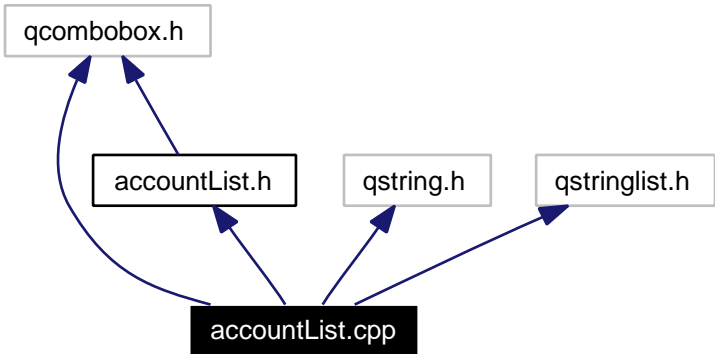 qcombobox.h
accountList.h
qstring.h
qstringlist.h
accountList.cpp